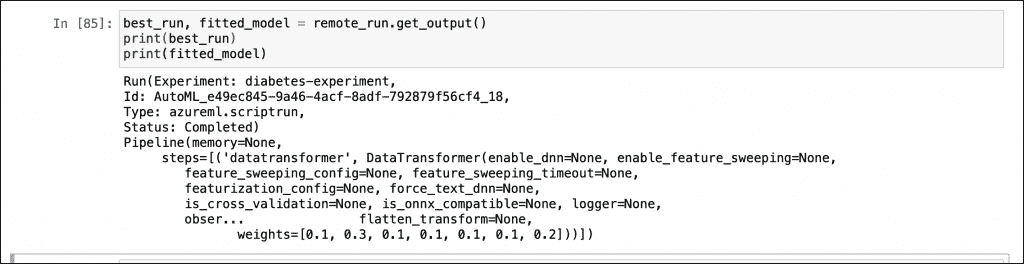 In [85]: best_run, fitted_model = remote_run.get_output()
print(best_run)
print(fitted_model)
Run(Experiment: diabetes-experiment,
Id: AutoML_e49ec845-9a46-4acf-8adf-792879f56cf4_18,
Type: azureml.scriptrun,
Status: Completed)
Pipeline(memory=None,
steps=[('datatransformer', DataTransformer(enable_dnn=None, enable_feature_sweeping=None,
feature_sweeping_config=None, feature_sweeping_timeout=None,
featurization_config=None, force_text_dnn=None,
is_cross_validation=None, is_onnx_compatible=None, logger=None,
obser... flatten_transform=None,
weights=[0.1, 0.3, 0.1, 0.1, 0.1, 0.1, 0.2]))])